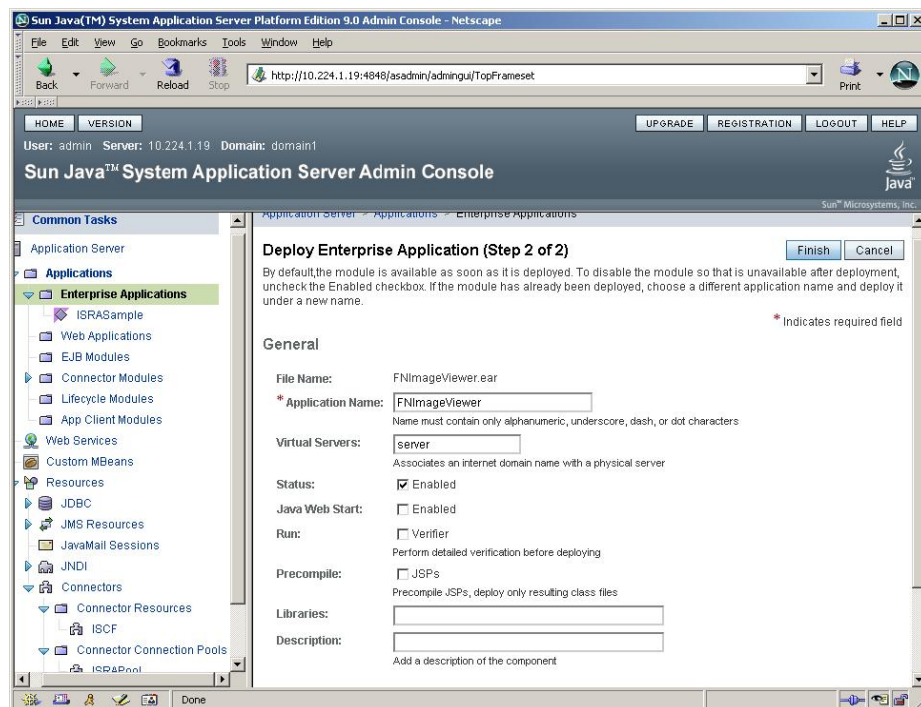 Sun Java(TM) System Application Server Platform Edition 9.0 Admin Console - Netscape
File Edit View Go Bookmarks Tools Window Help
Back Forward Reload Stop http://10.224.1.19:4848/asadmin/admingui/TopFrameset Print N
HOME VERSION UPGRADE REGISTRATION LOGOUT HELP
User: admin Server: 10.224.1.19 Domain: domain1
Sun Java™ System Application Server Admin Console
Java
Sun™ Microsystems, Inc.
Common Tasks
Application Server
Applications
Enterprise Applications
ISRASample
Web Applications
EJB Modules
Connector Modules
Lifecycle Modules
App Client Modules
Web Services
Custom MBeans
Resources
JDBC
JMS Resources
JavaMail Sessions
JNDI
Connectors
Connector Resources
ISCF
Connector Connection Pools
ISRAPool
Application Server > Applications > Enterprise Applications
Deploy Enterprise Application (Step 2 of 2) Finish Cancel
By default,the module is available as soon as it is deployed. To disable the module so that is unavailable after deployment,
uncheck the Enabled checkbox. If the module has already been deployed, choose a different application name and deploy it
under a new name.
* Indicates required field
General
File Name: FNImageViewer.ear
* Application Name: FNImageViewer
Name must contain only alphanumeric, underscore, dash, or dot characters
Virtual Servers: server
Associates an internet domain name with a physical server
Status: Enabled
Java Web Start: Enabled
Run: Verifier
Perform detailed verification before deploying
Precompile: JSPs
Precompile JSPs, deploy only resulting class files
Libraries:
Description:
Add a description of the component
Done